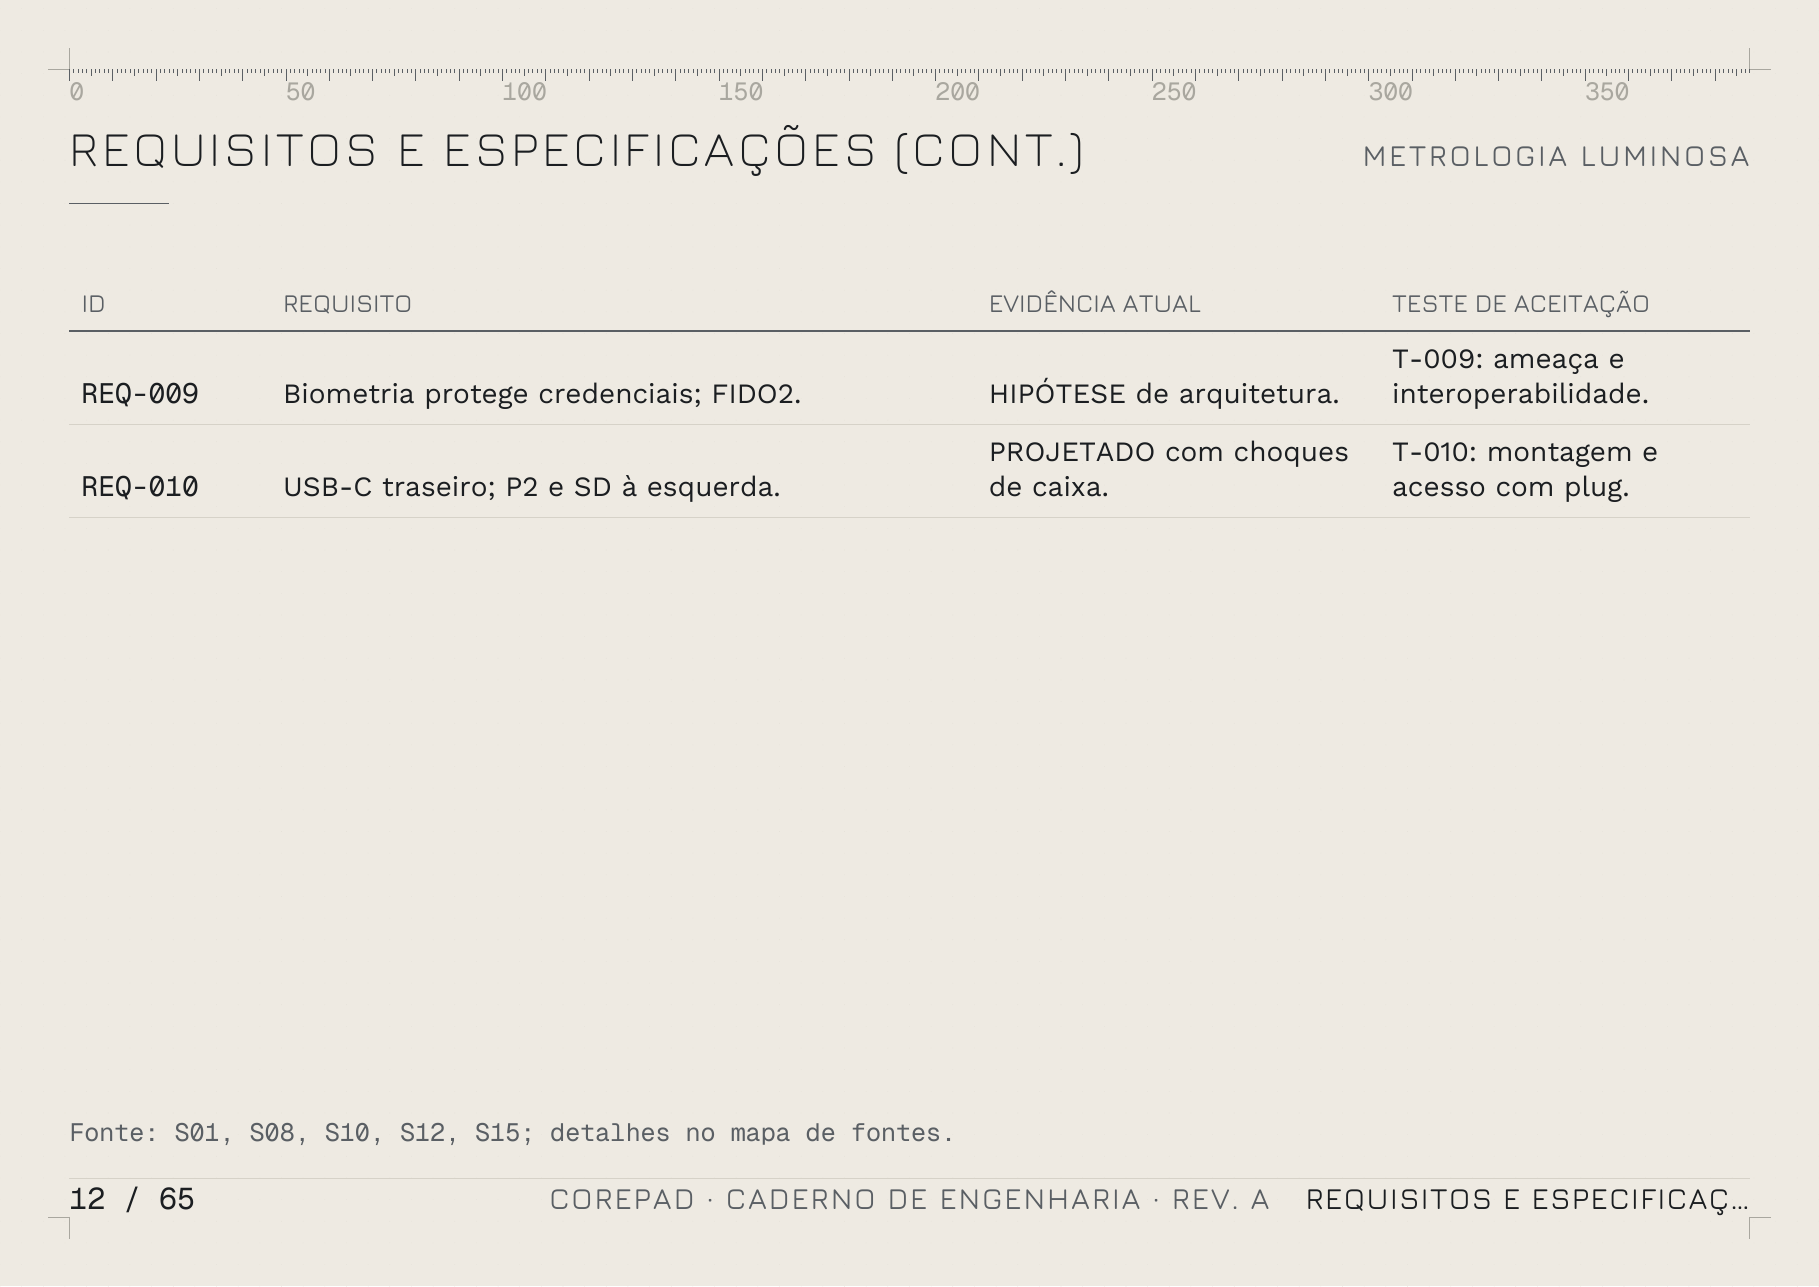 0 50 100 150 200 250 300 350
REQUISITOS E ESPECIFICAÇÕES (CONT.)
METROLOGIA LUMINOSA
ID REQUISITO EVIDÊNCIA ATUAL TESTE DE ACEITAÇÃO
T-009: ameaça e
REQ-009 Biometria protege credenciais; FIDO2. HIPÓTESE de arquitetura. interoperabilidade.
PROJETADO com choques T-010: montagem e
REQ-010 USB-C traseiro; P2 e SD à esquerda. de caixa. acesso com plug.
Fonte: S01, S08, S10, S12, S15; detalhes no mapa de fontes.
12 / 65 COREPAD · CADERNO DE ENGENHARIA · REV. A REQUISITOS E ESPECIFICAÇ…